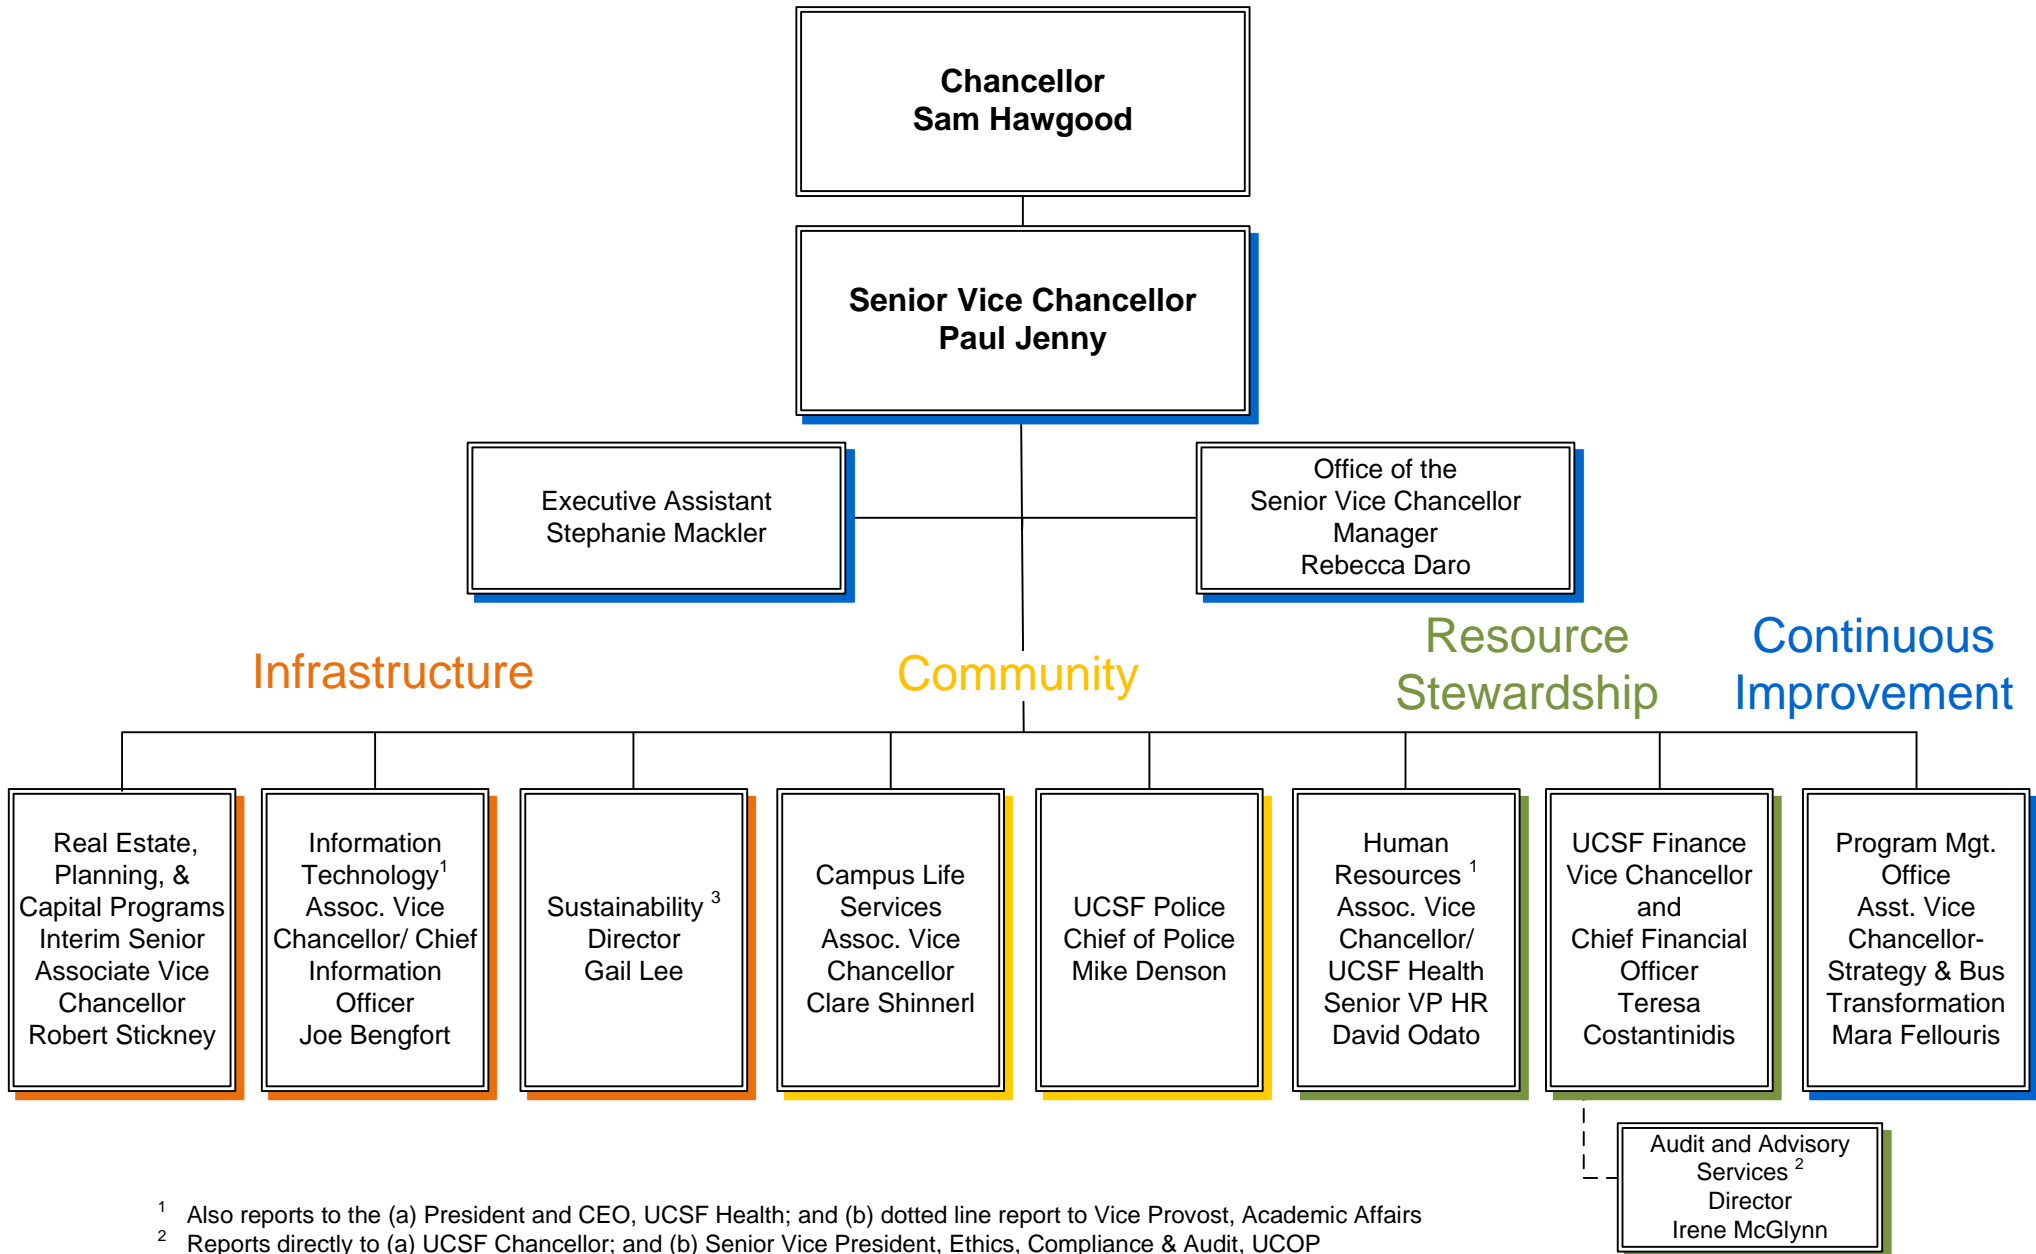 Chancellor
Sam Hawgood
Senior Vice Chancellor
Paul Jenny
Executive Assistant
Stephanie Mackler
Office of the
Senior Vice Chancellor
Manager
Rebecca Daro
Infrastructure
Community
Resource
Stewardship
Continuous
Improvement
Real Estate,
Planning, &
Capital Programs
Interim Senior
Associate Vice
Chancellor
Robert Stickney
Information
Technology¹
Assoc. Vice
Chancellor/ Chief
Information
Officer
Joe Bengfort
Sustainability ³
Director
Gail Lee
Campus Life
Services
Assoc. Vice
Chancellor
Clare Shinnerl
UCSF Police
Chief of Police
Mike Denson
Human
Resources ¹
Assoc. Vice
Chancellor/
UCSF Health
Senior VP HR
David Odato
UCSF Finance
Vice Chancellor
and
Chief Financial
Officer
Teresa
Costantinidis
Program Mgt.
Office
Asst. Vice
Chancellor-
Strategy & Bus
Transformation
Mara Fellouris
Audit and Advisory
Services ²
Director
Irene McGlynn
¹ Also reports to the (a) President and CEO, UCSF Health; and (b) dotted line report to Vice Provost, Academic Affairs
² Reports directly to (a) UCSF Chancellor; and (b) Senior Vice President, Ethics, Compliance & Audit, UCOP